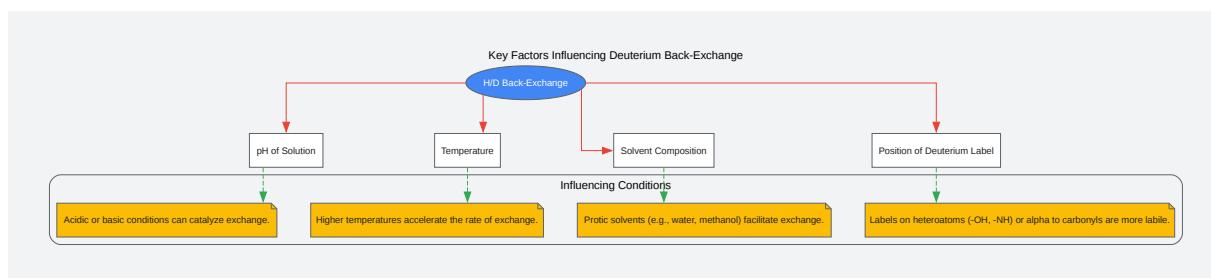 Key Factors Influencing Deuterium Back-Exchange
H/D Back-Exchange
pH of Solution
Temperature
Solvent Composition
Position of Deuterium Label
Influencing Conditions
Acidic or basic conditions can catalyze exchange.
Higher temperatures accelerate the rate of exchange.
Protic solvents (e.g., water, methanol) facilitate exchange.
Labels on heteroatoms (-OH, -NH) or alpha to carbonyls are more labile.